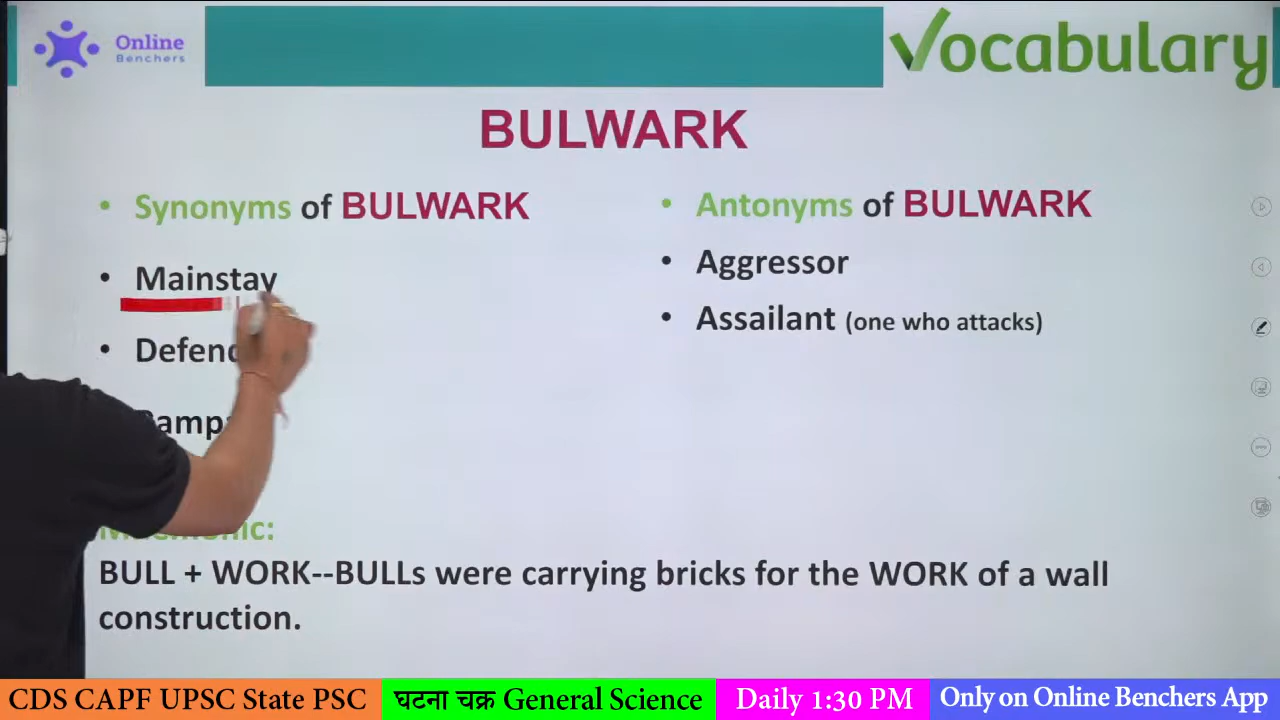 Online
Benchers
Vocabulary
BULWARK
• Synonyms of BULWARK
• Mainstay
• Antonyms of BULWARK
• Aggressor
• Assailant (one who attacks)
BULL + WORK--BULLs were carrying bricks for the WORK of a wall
construction.
CDS CAPF UPSC State PSC
घटना चक्र General Science
Daily 1:30 PM
Only on Online Benchers App